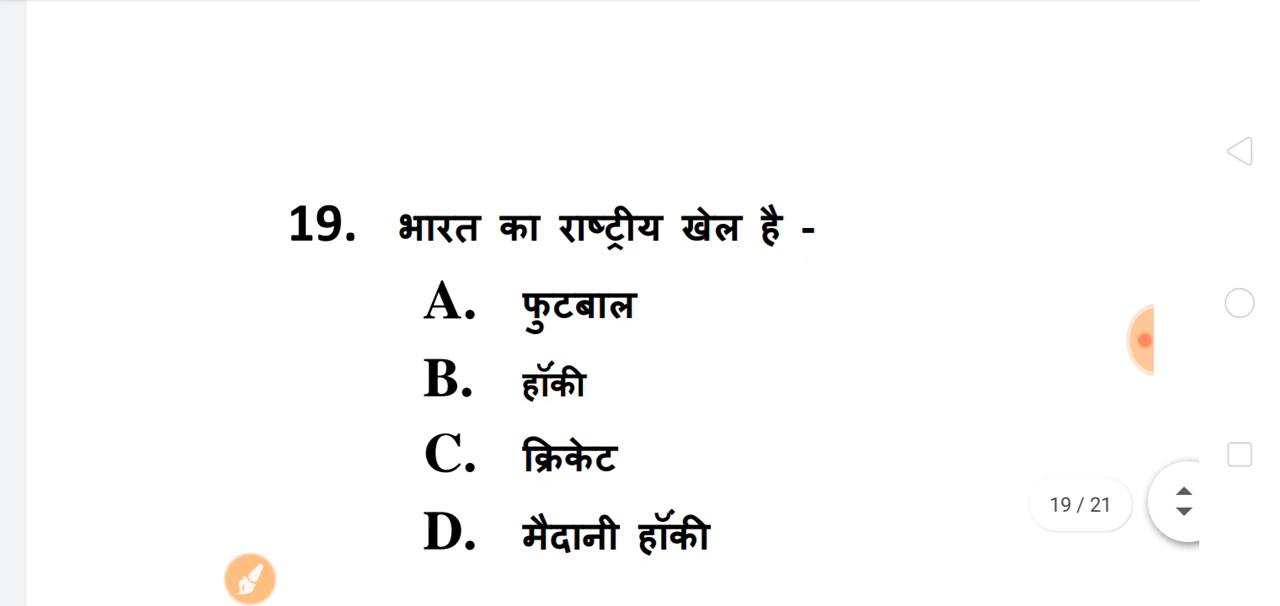 19. भारत का राष्ट्रीय खेल है -
A. फुटबाल
B. हॉकी
C. क्रिकेट
D. मैदानी हॉकी
19 / 21